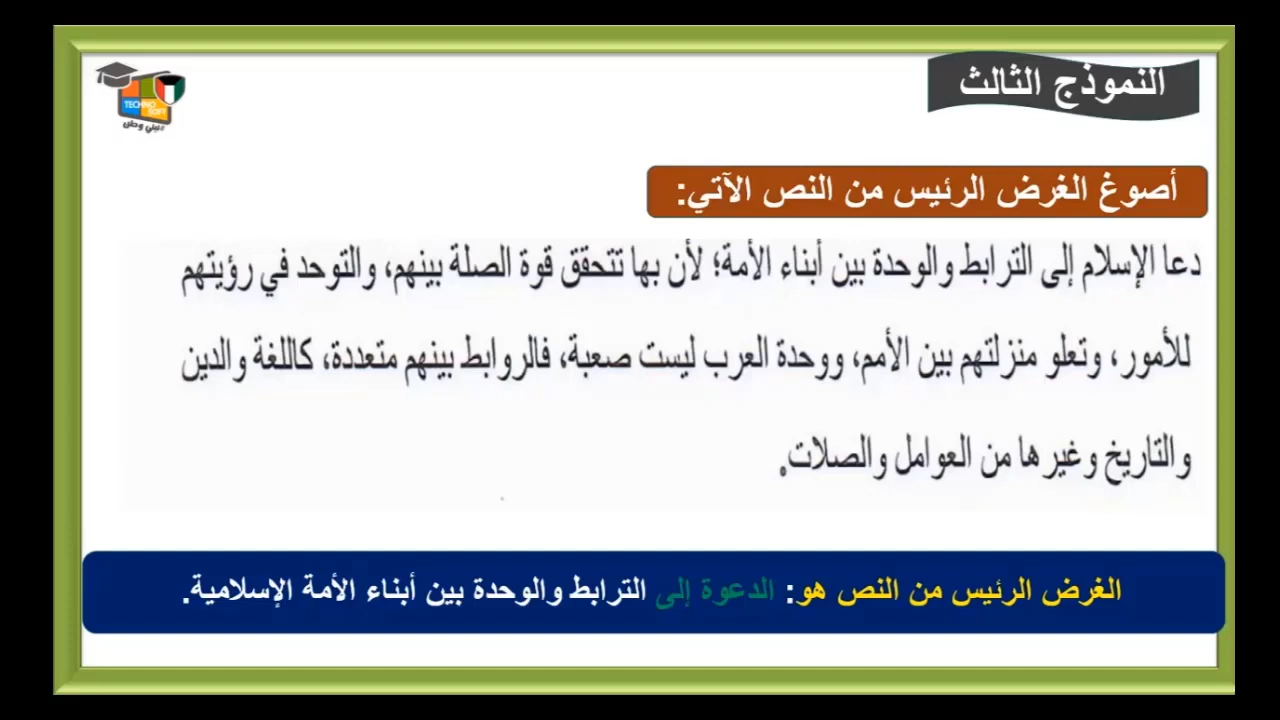 النموذج الثالث
TECHNO
SOFT
#نبني_وطن
أصوغ الغرض الرئيس من النص الآتي:
دعا الإسلام إلى الترابط والوحدة بين أبناء الأمة؛ لأن بها تتحقق قوة الصلة بينهم، والتوحد في رؤيتهم
للأمور، وتعلو منزلتهم بين الأمم، ووحدة العرب ليست صعبة، فالروابط بينهم متعددة، كاللغة والدين
والتاريخ وغيرها من العوامل والصلات.
الغرض الرئيس من النص هو: الدعوة إلى الترابط والوحدة بين أبناء الأمة الإسلامية.